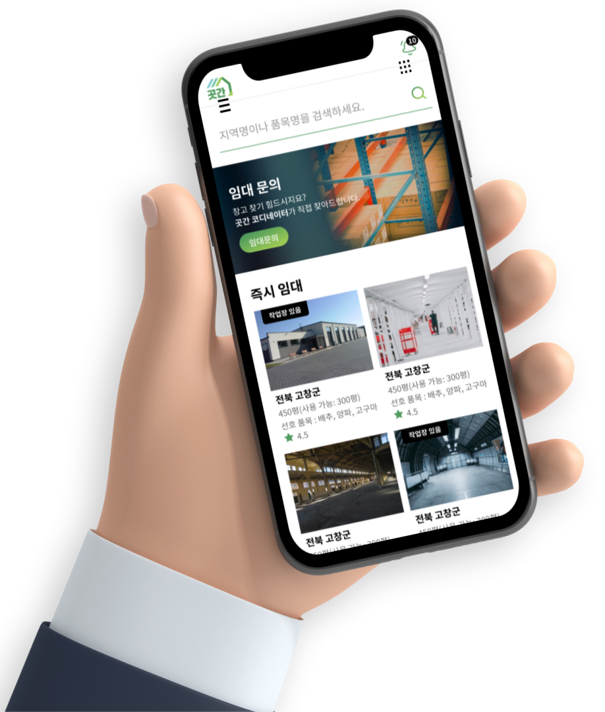 곳간
10
지역명이나 품목명을 검색하세요.
임대 문의
창고 찾기 힘드시지요?
곳간 코디네이터가 직접 찾아드립니다.
임대문의
즉시 임대
작업장 있음
전북 고창군
450평(사용 가능: 300평)
선호 품목 : 배추, 양파, 고구마
4.5
전북 고창군
450평(사용 가능: 300평)
선호 품목 : 배추, 양파, 고구마
4.5
전북 고창군
작업장 있음
전북 고창군